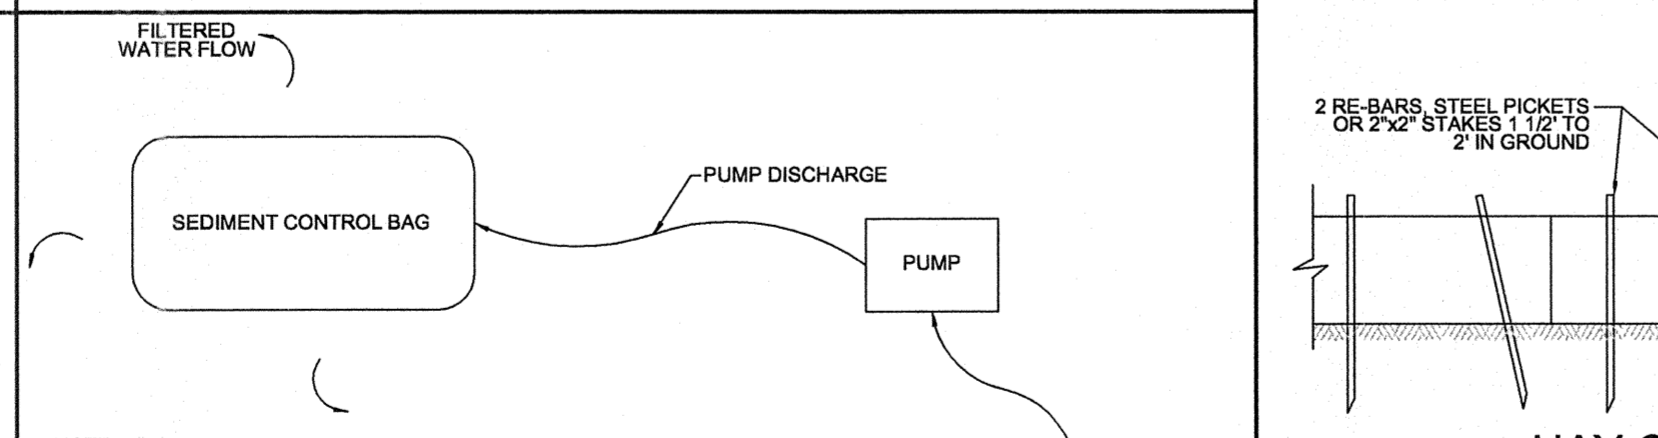 FILTERED
WATER FLOW
SEDIMENT CONTROL BAG
PUMP DISCHARGE
PUMP
2 RE-BARS, STEEL PICKETS
OR 2"x2" STAKES 1 1/2' TO
2' IN GROUND